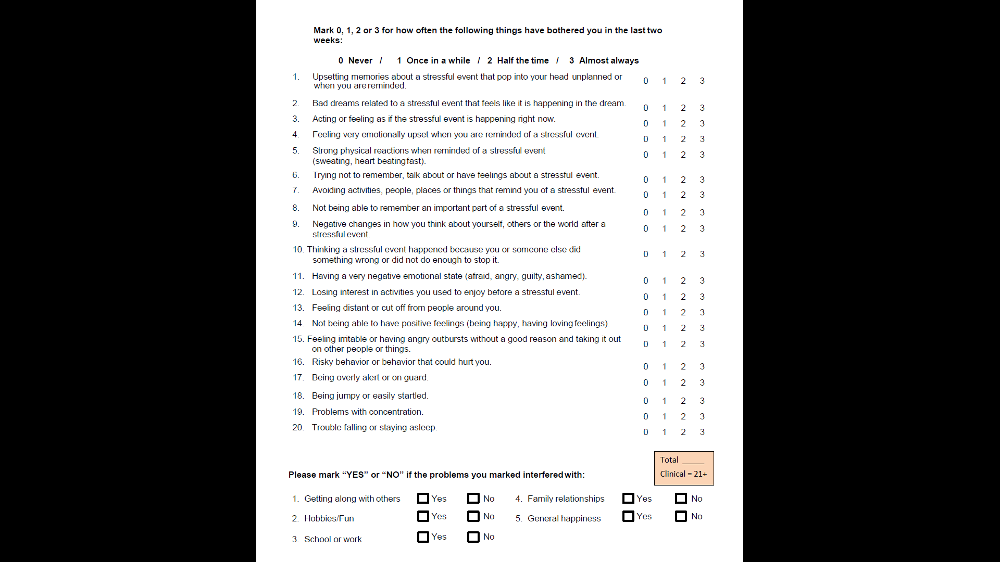 Mark 0, 1, 2 or 3 for how often the following things have bothered you in the last two
weeks:
0 Never / 1 Once in a while / 2 Half the time / 3 Almost always
1. Upsetting memories about a stressful event that pop into your head unplanned or
when you are reminded. 0 1 2 3
2. Bad dreams related to a stressful event that feels like it is happening in the dream. 0 1 2 3
3. Acting or feeling as if the stressful event is happening right now. 0 1 2 3
4. Feeling very emotionally upset when you are reminded of a stressful event. 0 1 2 3
5. Strong physical reactions when reminded of a stressful event 0 1 2 3
(sweating, heart beating fast).
6. Trying not to remember, talk about or have feelings about a stressful event. 0 1 2 3
7. Avoiding activities, people, places or things that remind you of a stressful event. 0 1 2 3
8. Not being able to remember an important part of a stressful event. 0 1 2 3
9. Negative changes in how you think about yourself, others or the world after a 0 1 2 3
stressful event.
10. Thinking a stressful event happened because you or someone else did 0 1 2 3
something wrong or did not do enough to stop it.
11. Having a very negative emotional state (afraid, angry, guilty, ashamed). 0 1 2 3
12. Losing interest in activities you used to enjoy before a stressful event. 0 1 2 3
13. Feeling distant or cut off from people around you. 0 1 2 3
14. Not being able to have positive feelings (being happy, having loving feelings). 0 1 2 3
15. Feeling irritable or having angry outbursts without a good reason and taking it out 0 1 2 3
on other people or things.
16. Risky behavior or behavior that could hurt you. 0 1 2 3
17. Being overly alert or on guard. 0 1 2 3
18. Being jumpy or easily startled. 0 1 2 3
19. Problems with concentration. 0 1 2 3
20. Trouble falling or staying asleep. 0 1 2 3
Total _____
Clinical = 21+
Please mark “YES” or “NO” if the problems you marked interfered with:
1. Getting along with others Yes No 4. Family relationships Yes No
2. Hobbies/Fun Yes No 5. General happiness Yes No
3. School or work Yes No